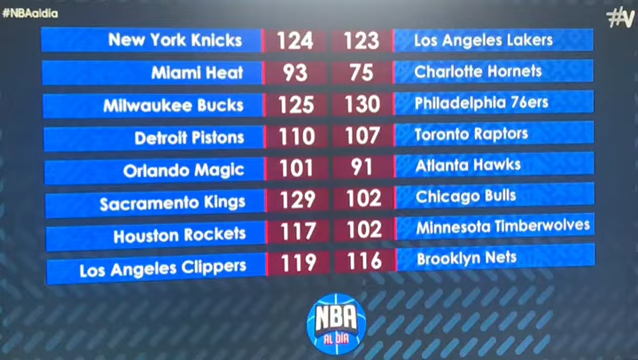 #NBAaldía
#V
New York Knicks 124 123 Los Angeles Lakers
Miami Heat 93 75 Charlotte Hornets
Milwaukee Bucks 125 130 Philadelphia 76ers
Detroit Pistons 110 107 Toronto Raptors
Orlando Magic 101 91 Atlanta Hawks
Sacramento Kings 129 102 Chicago Bulls
Houston Rockets 117 102 Minnesota Timberwolves
Los Angeles Clippers 119 116 Brooklyn Nets
NBA
AL DÍA